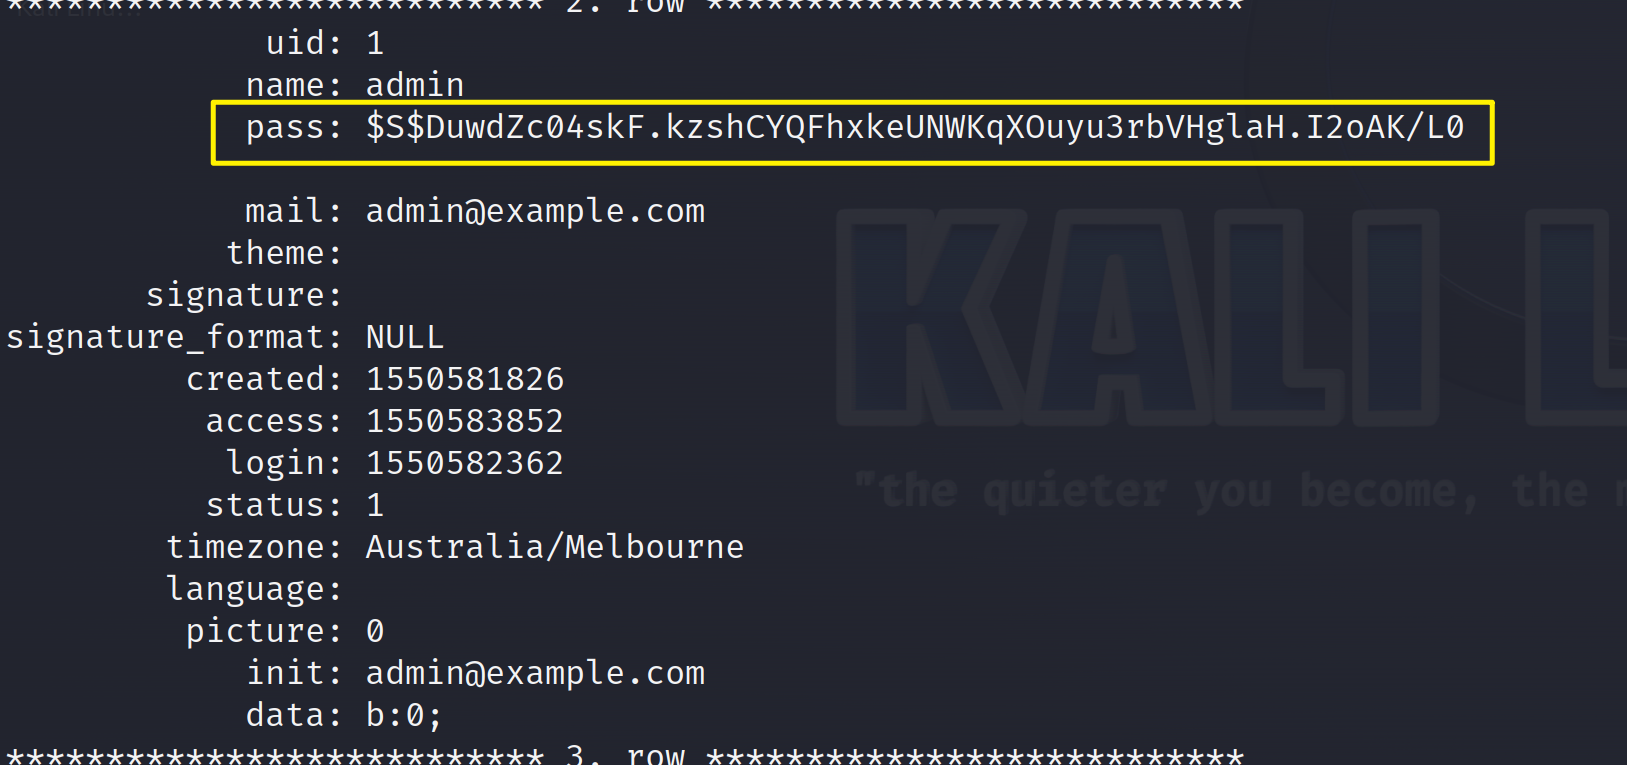 *************************** 2. row ***************************
uid: 1
name: admin
pass: $S$DuwdZc04skF.kzshCYQFhxkeUNWKqXOuyu3rbVHglaH.I2oAK/L0
mail: admin@example.com
theme:
signature:
signature_format: NULL
created: 1550581826
access: 1550583852
login: 1550582362
status: 1
timezone: Australia/Melbourne
language:
picture: 0
init: admin@example.com
data: b:0;
*************************** 3. row ***************************
KALI L
"the quieter you become, the